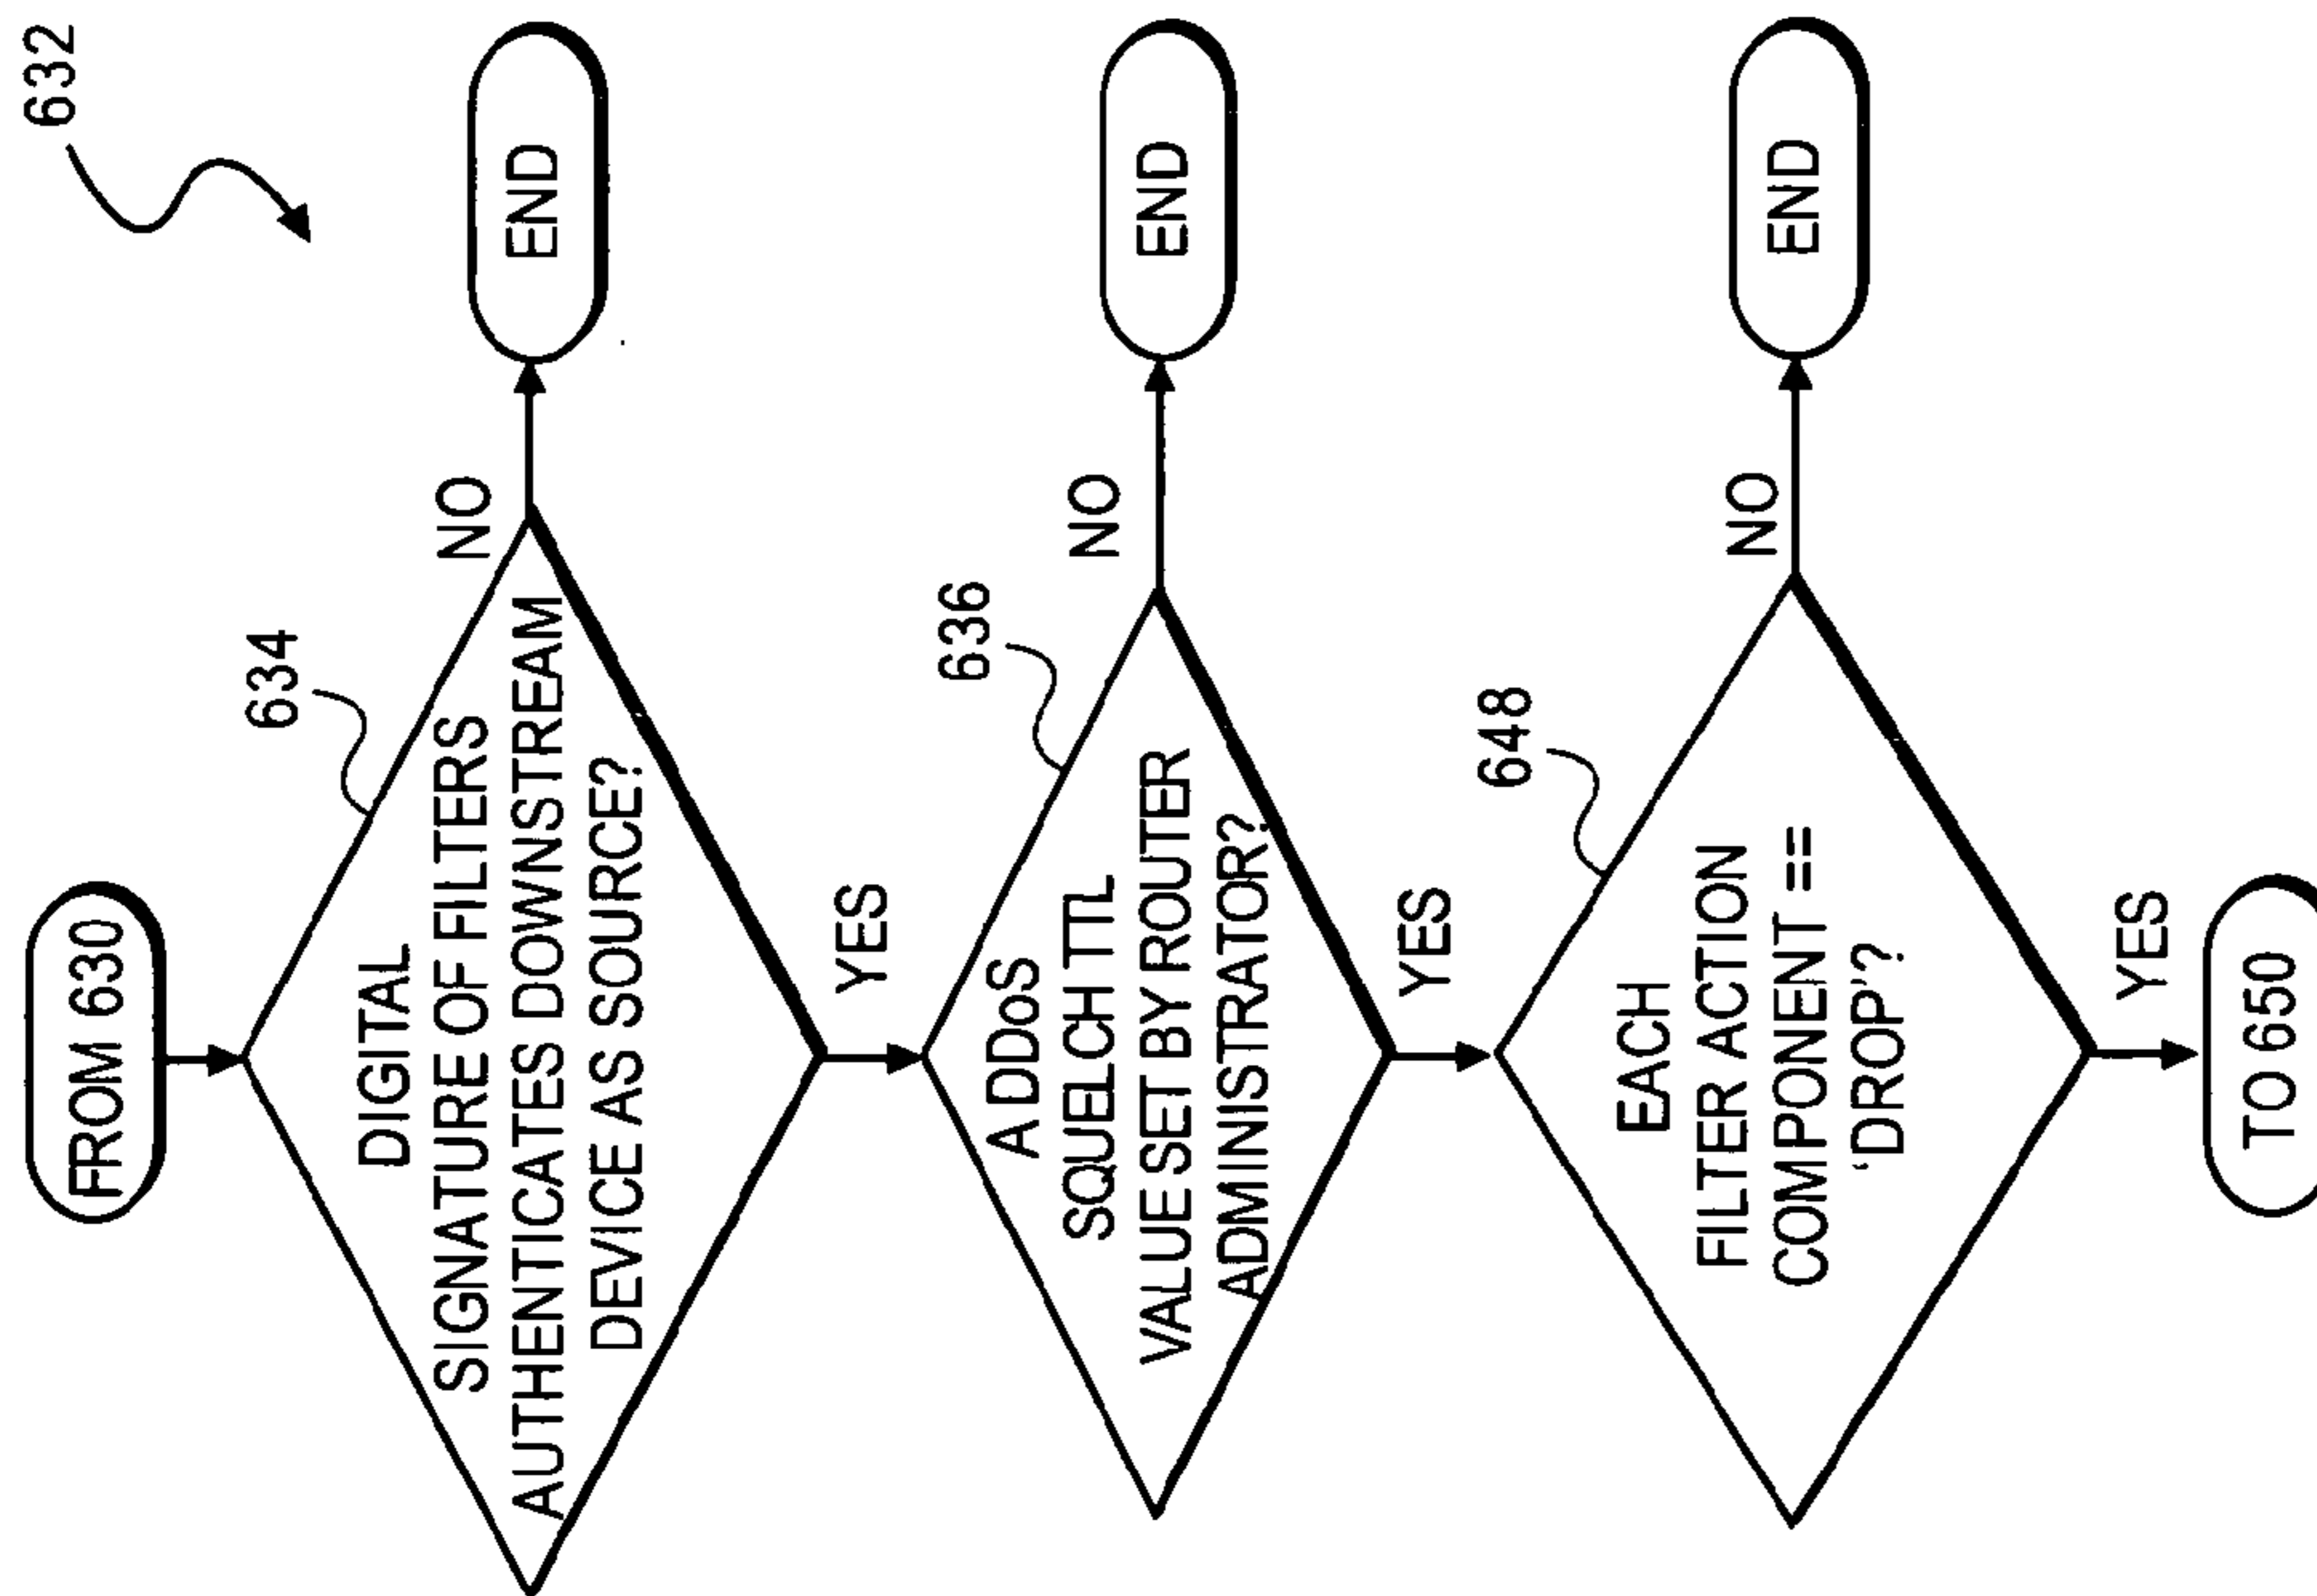 632
FROM 630
634
DIGITAL
SIGNATURE OF FILTERS
AUTHENTICATES DOWNSTREAM
DEVICE AS SOURCE?
NO
END
YES
636
A DDoS
SQUELCH TTL
VALUE SET BY ROUTER
ADMINISTRATOR?
NO
END
YES
648
EACH
FILTER ACTION
COMPONENT ==
'DROP'?
NO
END
YES
TO 650